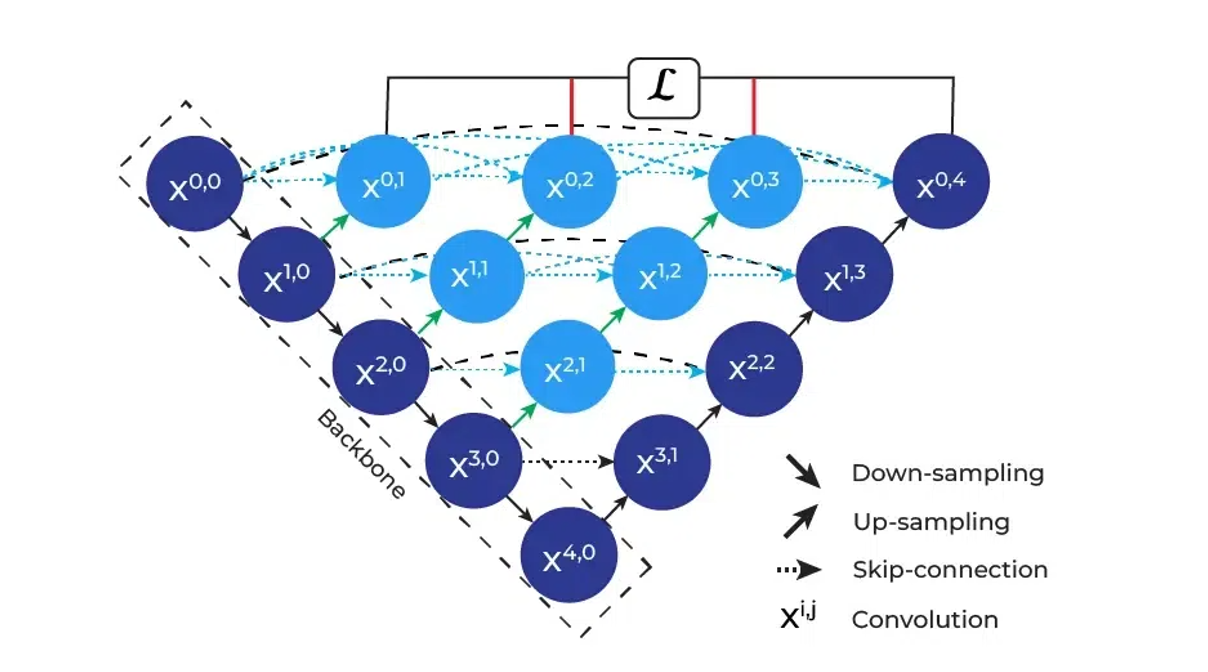 ℒ
X^0,0 X^0,1 X^0,2 X^0,3 X^0,4
X^1,0 X^1,1 X^1,2 X^1,3
X^2,0 X^2,1 X^2,2
X^3,0 X^3,1
X^4,0
Backbone
Down-sampling
Up-sampling
Skip-connection
X^i,j Convolution